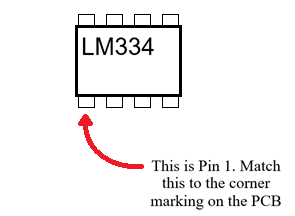 LM334
This is Pin 1. Match
this to the corner
marking on the PCB